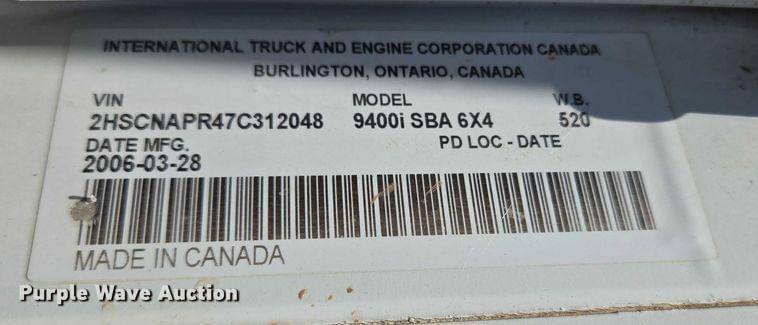 INTERNATIONAL TRUCK AND ENGINE CORPORATION CANADA
BURLINGTON, ONTARIO, CANADA
VIN MODEL W.B.
2HSCNAPR47C312048 9400i SBA 6X4 520
DATE MFG. PD LOC - DATE
2006-03-28
MADE IN CANADA
Purple Wave Auction